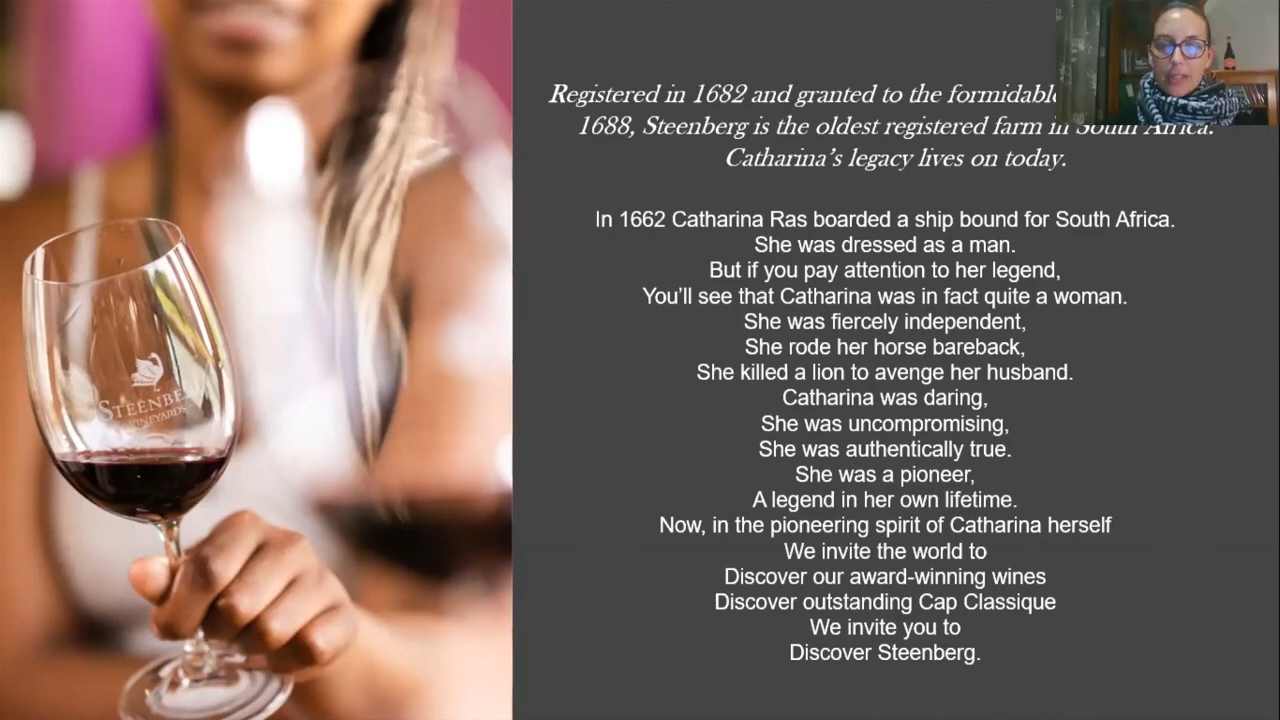 Registered in 1682 and granted to the formidable
1688, Steenberg is the oldest registered farm in South Africa.
Catharina’s legacy lives on today.
In 1662 Catharina Ras boarded a ship bound for South Africa.
She was dressed as a man.
But if you pay attention to her legend,
You’ll see that Catharina was in fact quite a woman.
She was fiercely independent,
She rode her horse bareback,
She killed a lion to avenge her husband.
Catharina was daring,
She was uncompromising,
She was authentically true.
She was a pioneer,
A legend in her own lifetime.
Now, in the pioneering spirit of Catharina herself
We invite the world to
Discover our award-winning wines
Discover outstanding Cap Classique
We invite you to
Discover Steenberg.
STEENBE
VINEYARDS